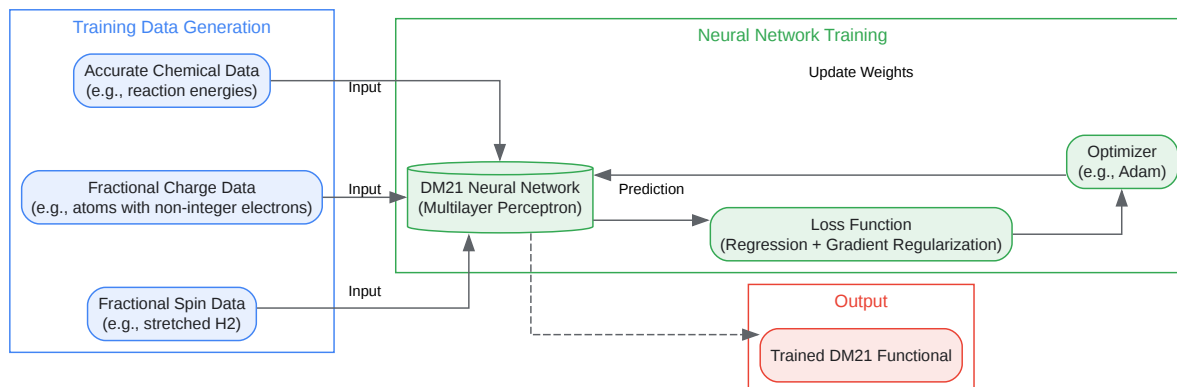 Training Data Generation
Accurate Chemical Data
(e.g., reaction energies)
Fractional Charge Data
(e.g., atoms with non-integer electrons)
Fractional Spin Data
(e.g., stretched H2)
Input
Input
Input
Neural Network Training
Update Weights
DM21 Neural Network
(Multilayer Perceptron)
Prediction
Loss Function
(Regression + Gradient Regularization)
Optimizer
(e.g., Adam)
Output
Trained DM21 Functional